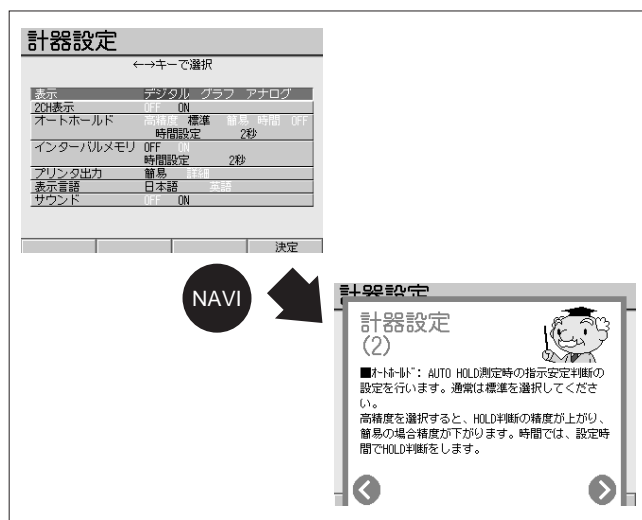 計器設定
←→キーで選択
表示 デジタル グラフ アナログ
2CH表示 OFF ON
オートホールド 高精度 標準 簡易 時間 OFF
時間設定 2秒
インターバルメモリ OFF ON
時間設定 2秒
プリンタ出力 簡易 詳細
表示言語 日本語 英語
サウンド OFF ON
決定
NAVI
計器設定
計器設定
(2)
■ｵｰﾄﾎｰﾙﾄﾞ: AUTO HOLD測定時の指示安定判断の
設定を行います。通常は標準を選択してくださ
い。
高精度を選択すると、HOLD判断の精度が上がり、
簡易の場合精度が下がります。時間では、設定時
間でHOLD判断をします。